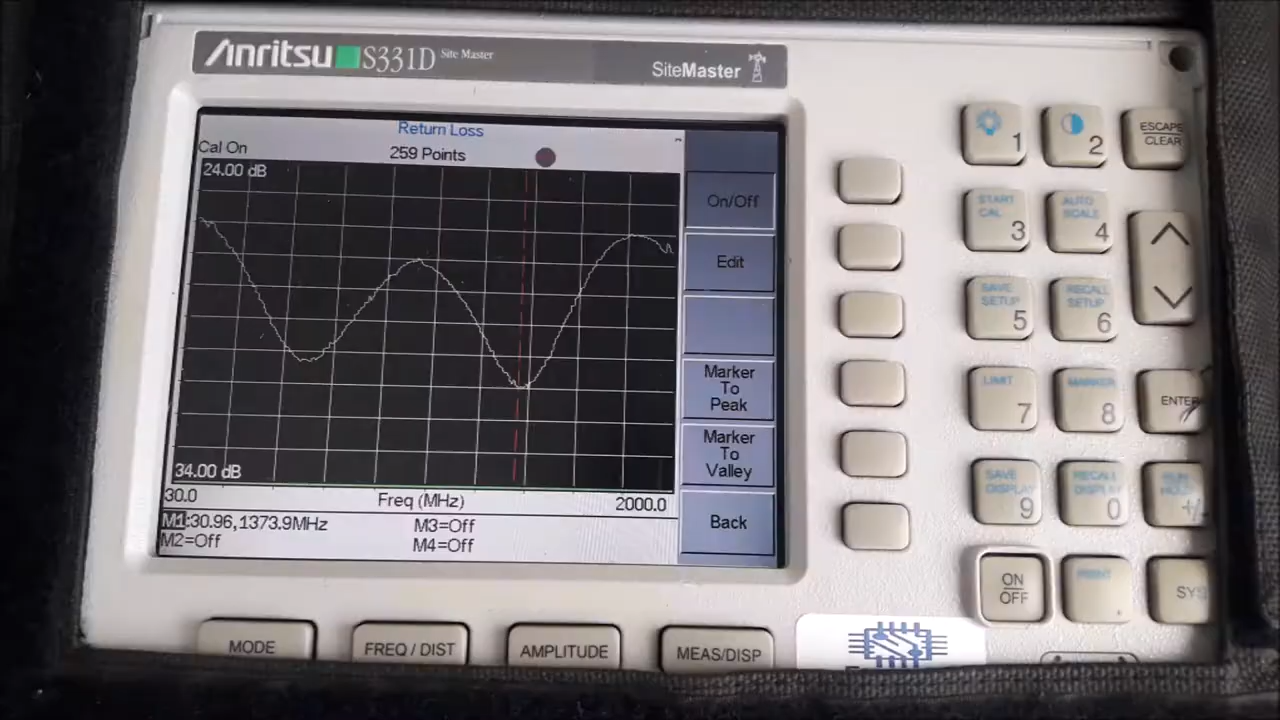 Anritsu S331D Site Master
SiteMaster
Return Loss
Cal On
259 Points
24.00 dB
34.00 dB
30.0
Freq (MHz)
2000.0
M1:30.96,1373.9MHz
M3=Off
M2=Off
M4=Off
On/Off
Edit
Marker
To
Peak
Marker
To
Valley
Back
1
2
ESCAPE
CLEAR
START
CAL
3
AUTO
SCALE
4
SAVE
SETUP
5
RECALL
SETUP
6
LIMIT
7
MARKER
8
ENTER
SAVE
DISPLAY
9
RECALL
DISPLAY
0
RUN
HOLD
+/-
ON
OFF
PRINT
.
SYS
MODE
FREQ / DIST
AMPLITUDE
MEAS/DISP